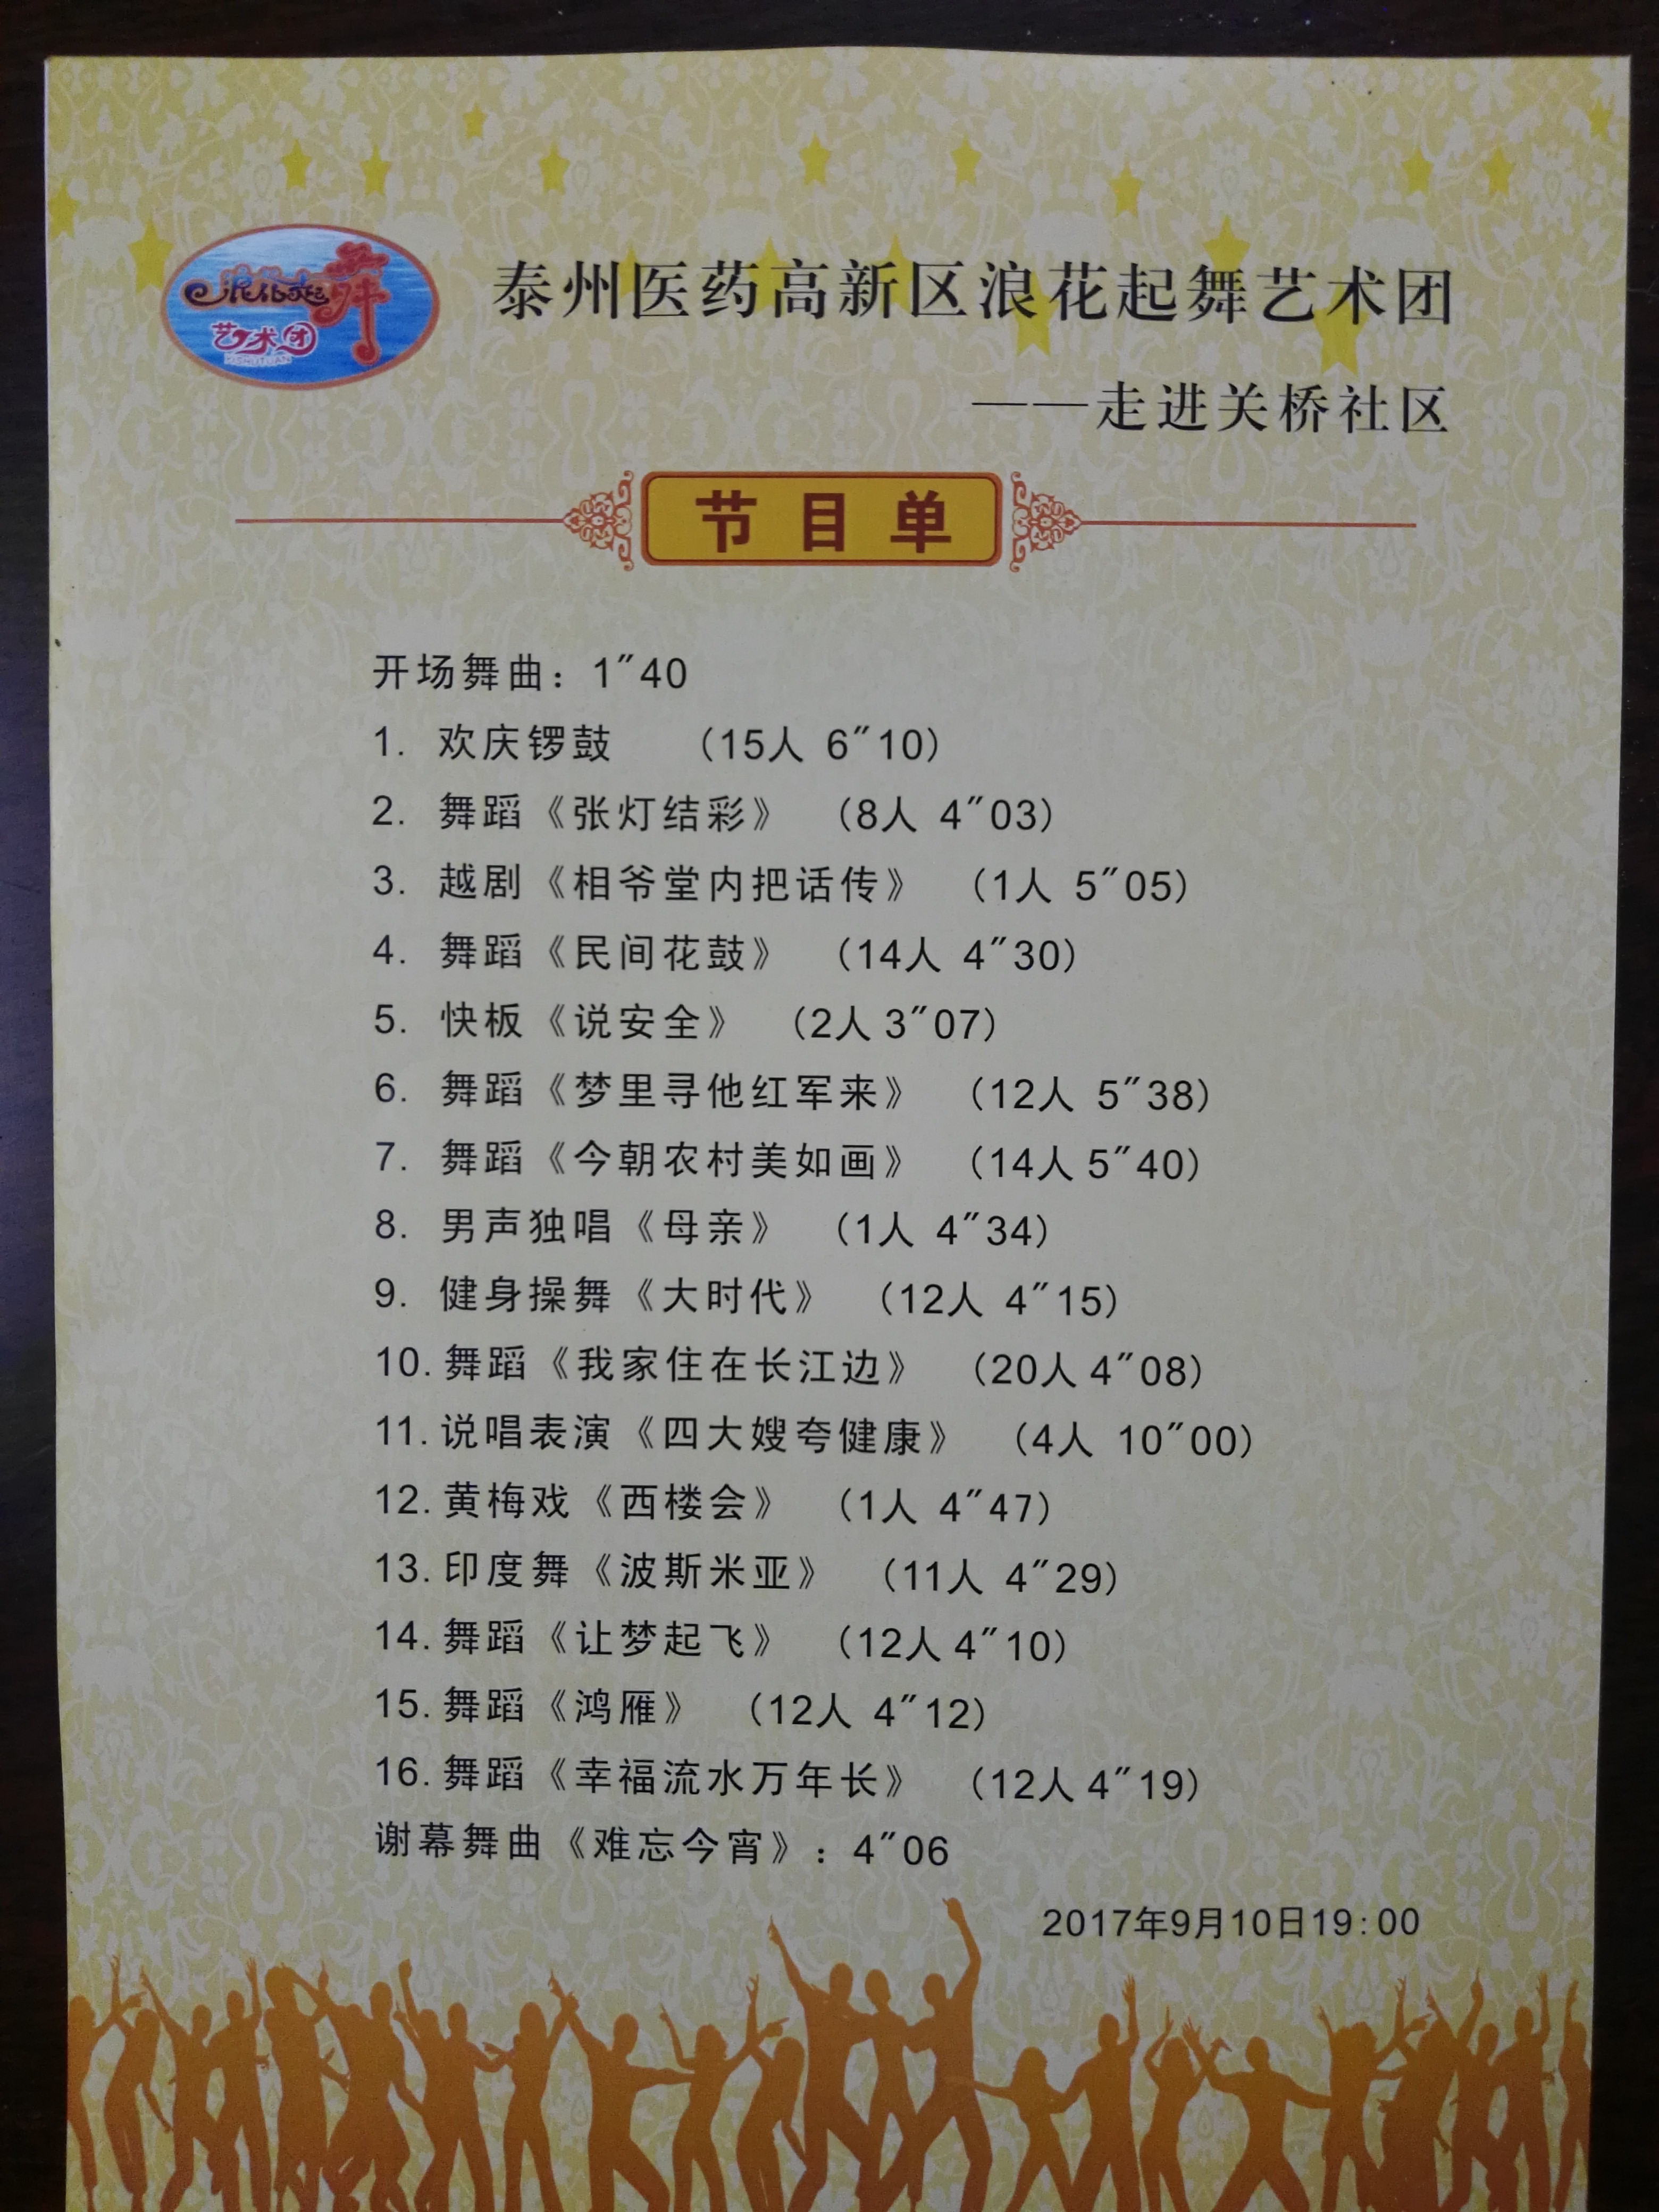 浪花起舞
艺术团
YISHUTUAN
泰州医药高新区浪花起舞艺术团
——走进关桥社区
节目单
开场舞曲：1″40
1. 欢庆锣鼓 （15人 6″10）
2. 舞蹈《张灯结彩》 （8人 4″03）
3. 越剧《相爷堂内把话传》 （1人 5″05）
4. 舞蹈《民间花鼓》 （14人 4″30）
5. 快板《说安全》 （2人 3″07）
6. 舞蹈《梦里寻他红军来》 （12人 5″38）
7. 舞蹈《今朝农村美如画》 （14人 5″40）
8. 男声独唱《母亲》 （1人 4″34）
9. 健身操舞《大时代》 （12人 4″15）
10. 舞蹈《我家住在长江边》 （20人 4″08）
11. 说唱表演《四大嫂夸健康》 （4人 10″00）
12. 黄梅戏《西楼会》 （1人 4″47）
13. 印度舞《波斯米亚》 （11人 4″29）
14. 舞蹈《让梦起飞》 （12人 4″10）
15. 舞蹈《鸿雁》 （12人 4″12）
16. 舞蹈《幸福流水万年长》 （12人 4″19）
谢幕舞曲《难忘今宵》：4″06
2017年9月10日19:00